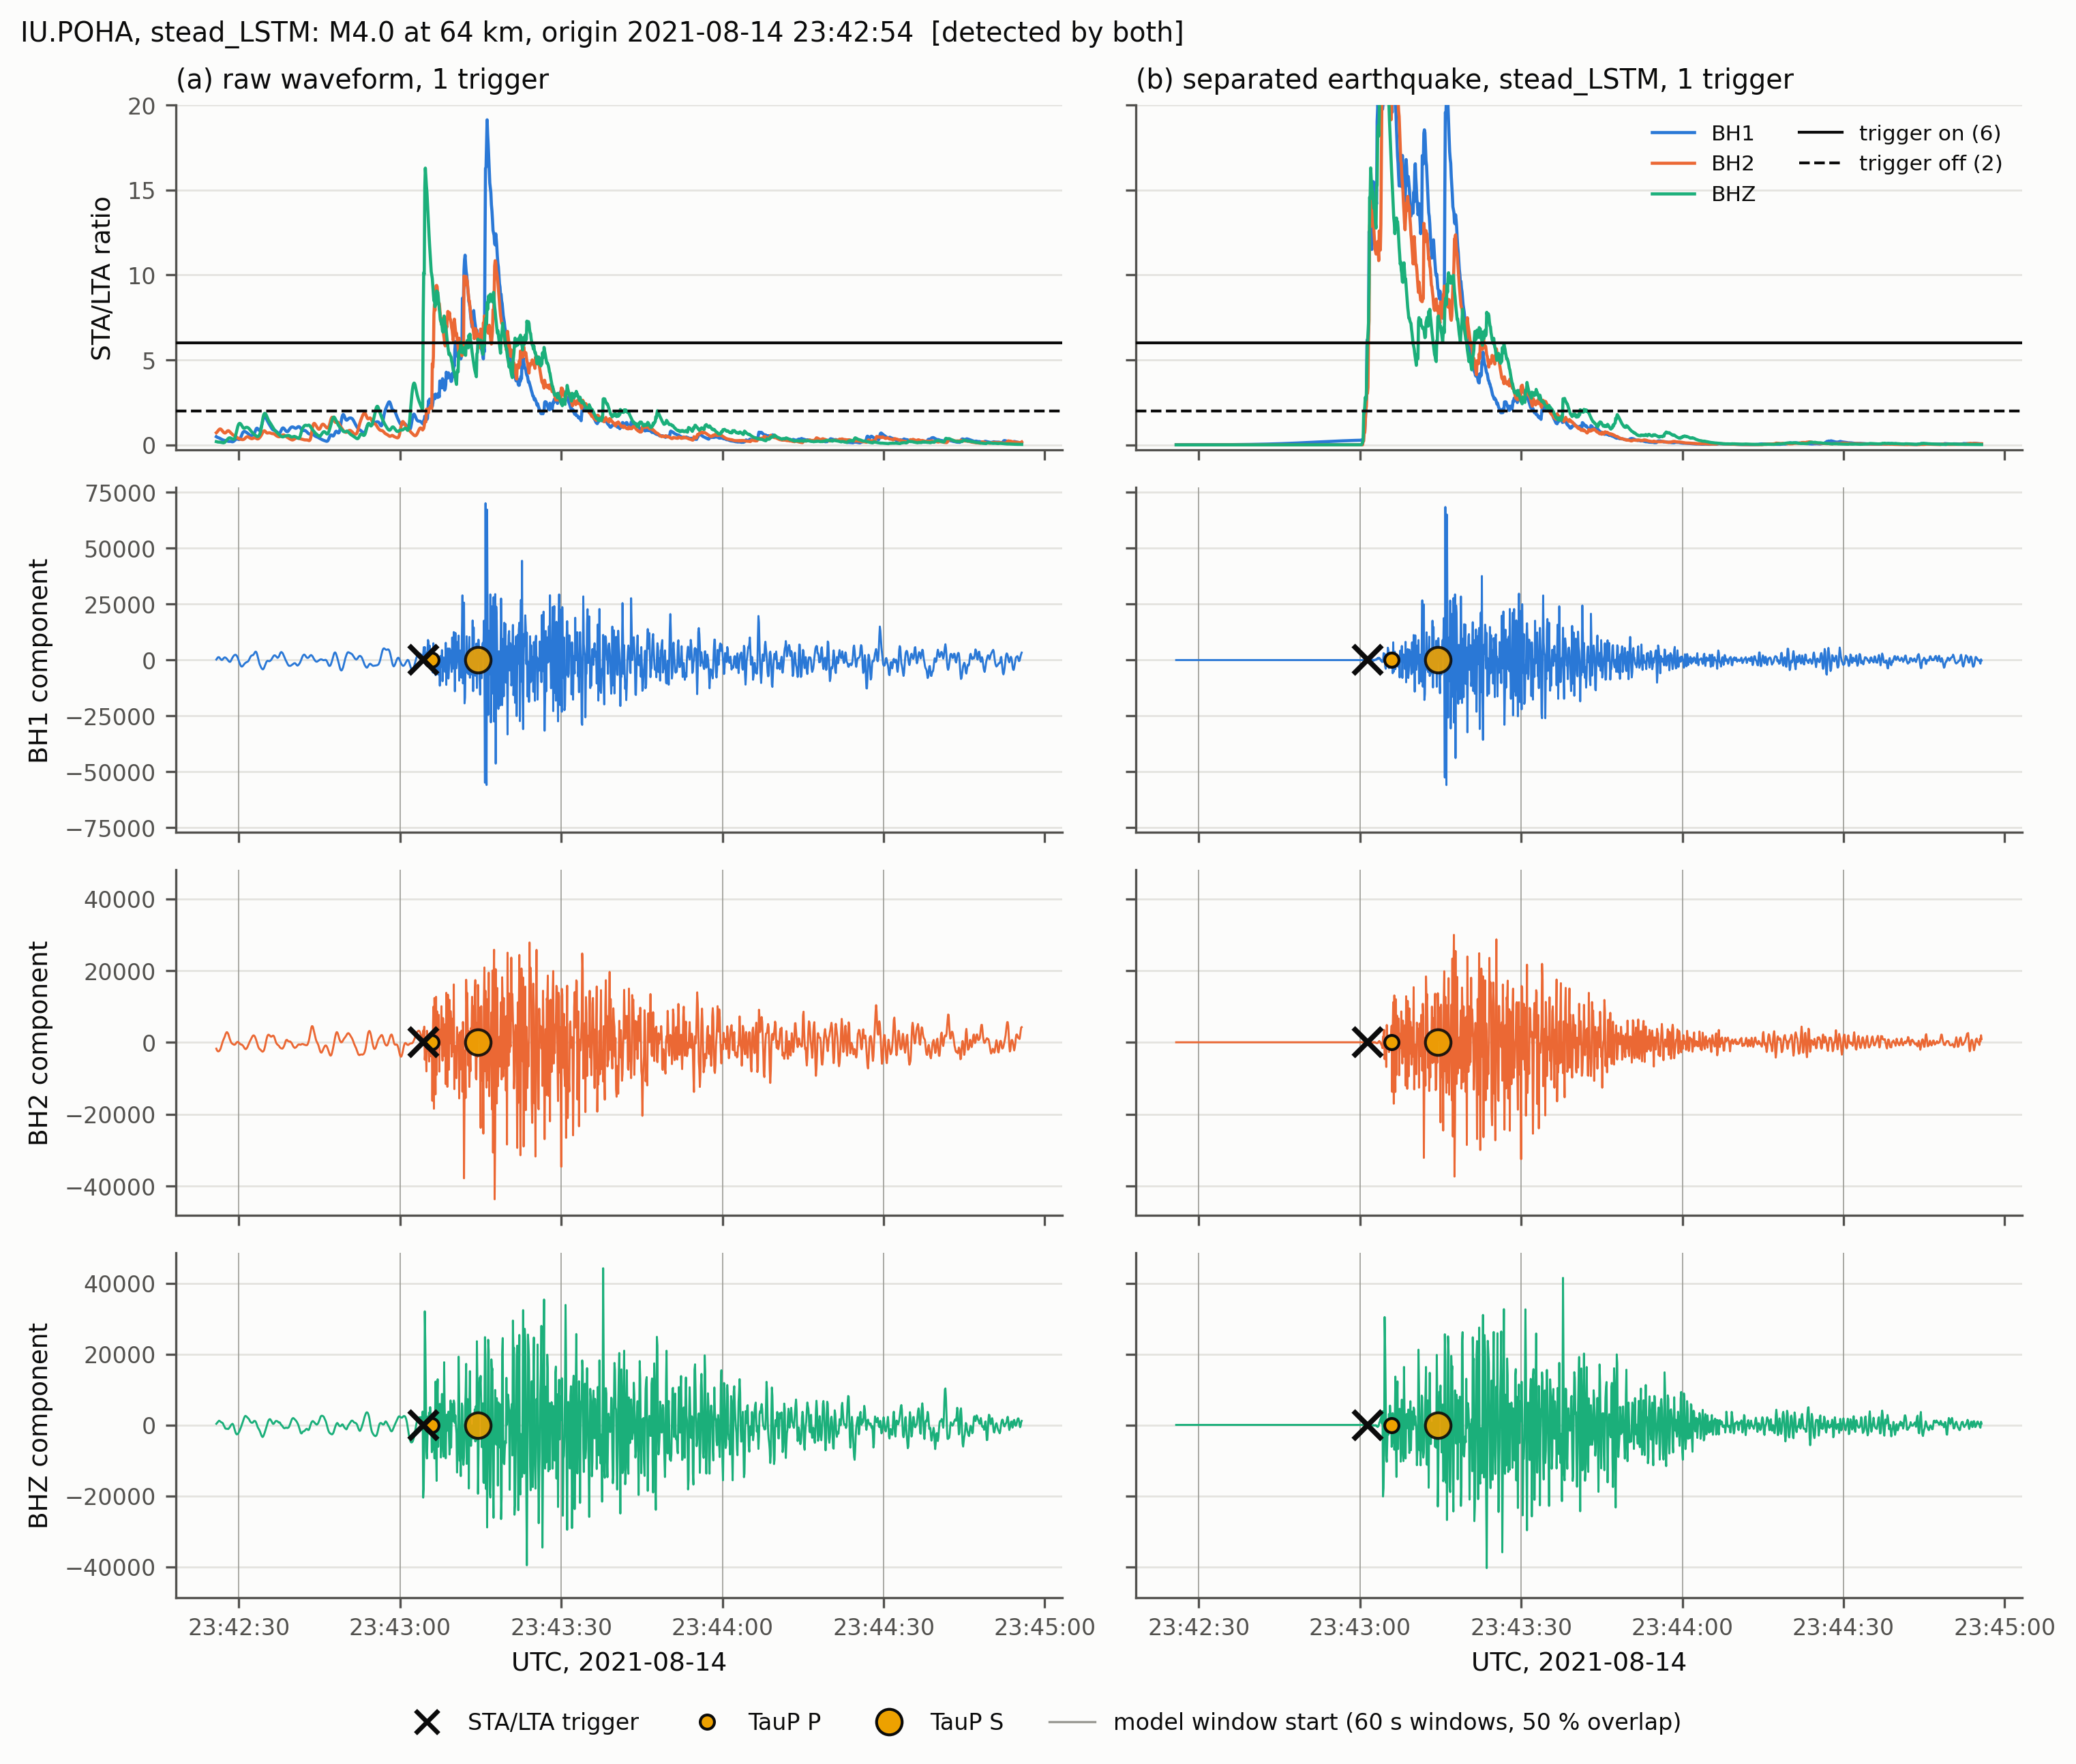 IU.POHA, stead_LSTM: M4.0 at 64 km, origin 2021-08-14 23:42:54  [detected by both]
(a) raw waveform, 1 trigger
(b) separated earthquake, stead_LSTM, 1 trigger
STA/LTA ratio
20
15
10
5
0
BH1
BH2
BHZ
trigger on (6)
trigger off (2)
BH1 component
75000
50000
25000
0
−25000
−50000
−75000
BH2 component
40000
20000
0
−20000
−40000
BHZ component
40000
20000
0
−20000
−40000
23:42:30 23:43:00 23:43:30 23:44:00 23:44:30 23:45:00
23:42:30 23:43:00 23:43:30 23:44:00 23:44:30 23:45:00
UTC, 2021-08-14
UTC, 2021-08-14
STA/LTA trigger
TauP P
TauP S
model window start (60 s windows, 50 % overlap)